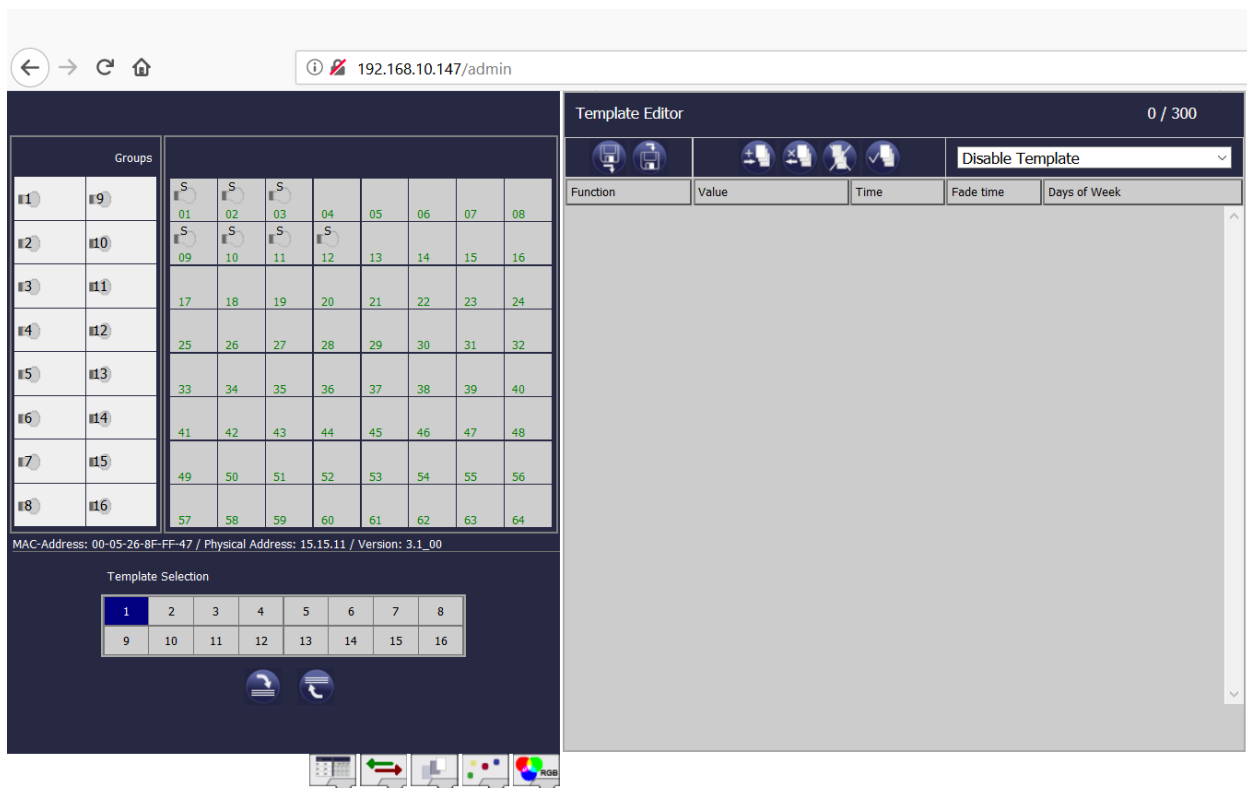 192.168.10.147/admin
Template Editor 0 / 300
Groups
Disable Template
Function Value Time Fade time Days of Week
1 9
S S S
01 02 03 04 05 06 07 08
2 10
S S S S
09 10 11 12 13 14 15 16
3 11
17 18 19 20 21 22 23 24
4 12
25 26 27 28 29 30 31 32
5 13
33 34 35 36 37 38 39 40
6 14
41 42 43 44 45 46 47 48
7 15
49 50 51 52 53 54 55 56
8 16
57 58 59 60 61 62 63 64
MAC-Address: 00-05-26-8F-FF-47 / Physical Address: 15.15.11 / Version: 3.1_00
Template Selection
1 2 3 4 5 6 7 8
9 10 11 12 13 14 15 16
RGB